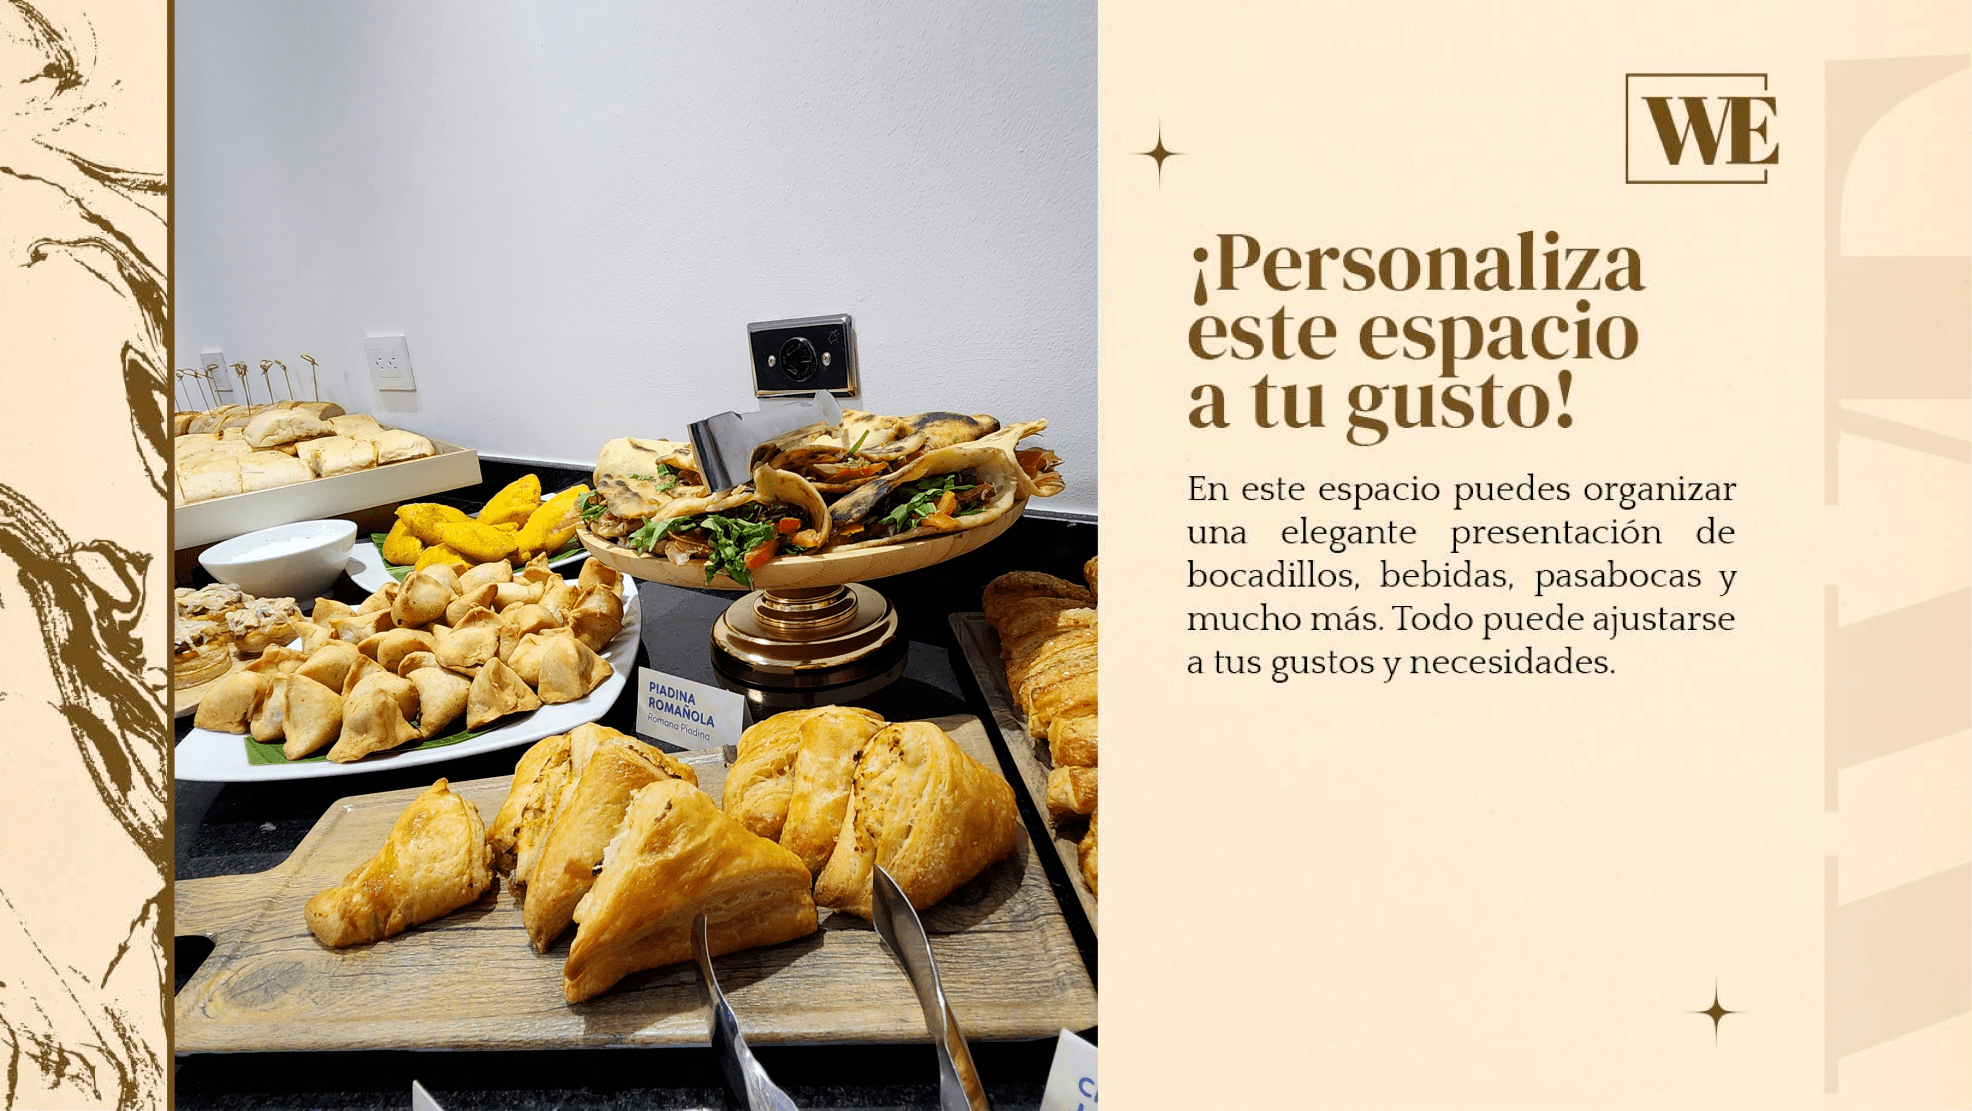 WE
¡Personaliza
este espacio
a tu gusto!
En este espacio puedes organizar
una elegante presentación de
bocadillos, bebidas, pasabocas y
mucho más. Todo puede ajustarse
a tus gustos y necesidades.
PIADINA
ROMAÑOLA
Romana Piadina